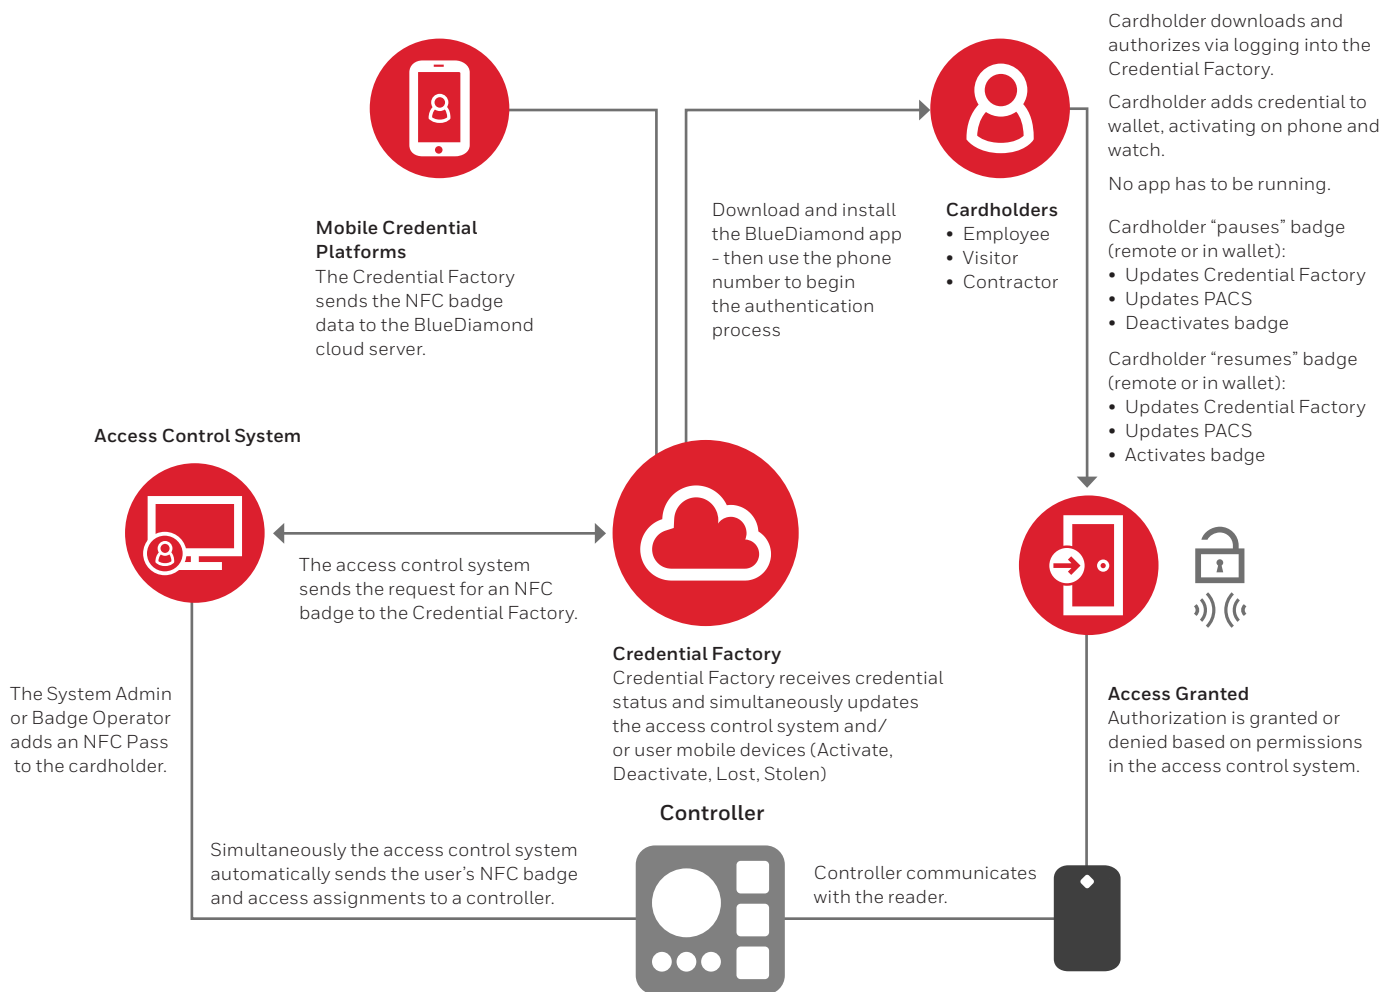 Cardholder downloads and
authorizes via logging into the
Credential Factory.
Cardholder adds credential to
wallet, activating on phone and
watch.
No app has to be running.
Cardholder “pauses” badge
(remote or in wallet):
• Updates Credential Factory
• Updates PACS
• Deactivates badge
Cardholder “resumes” badge
(remote or in wallet):
• Updates Credential Factory
• Updates PACS
• Activates badge
Mobile Credential
Platforms
The Credential Factory
sends the NFC badge
data to the BlueDiamond
cloud server.
Download and install
the BlueDiamond app
- then use the phone
number to begin
the authentication
process
Cardholders
• Employee
• Visitor
• Contractor
Access Control System
The access control system
sends the request for an NFC
badge to the Credential Factory.
Credential Factory
Credential Factory receives credential
status and simultaneously updates
the access control system and/
or user mobile devices (Activate,
Deactivate, Lost, Stolen)
Access Granted
Authorization is granted or
denied based on permissions
in the access control system.
The System Admin
or Badge Operator
adds an NFC Pass
to the cardholder.
Controller
Simultaneously the access control system
automatically sends the user’s NFC badge
and access assignments to a controller.
Controller communicates
with the reader.